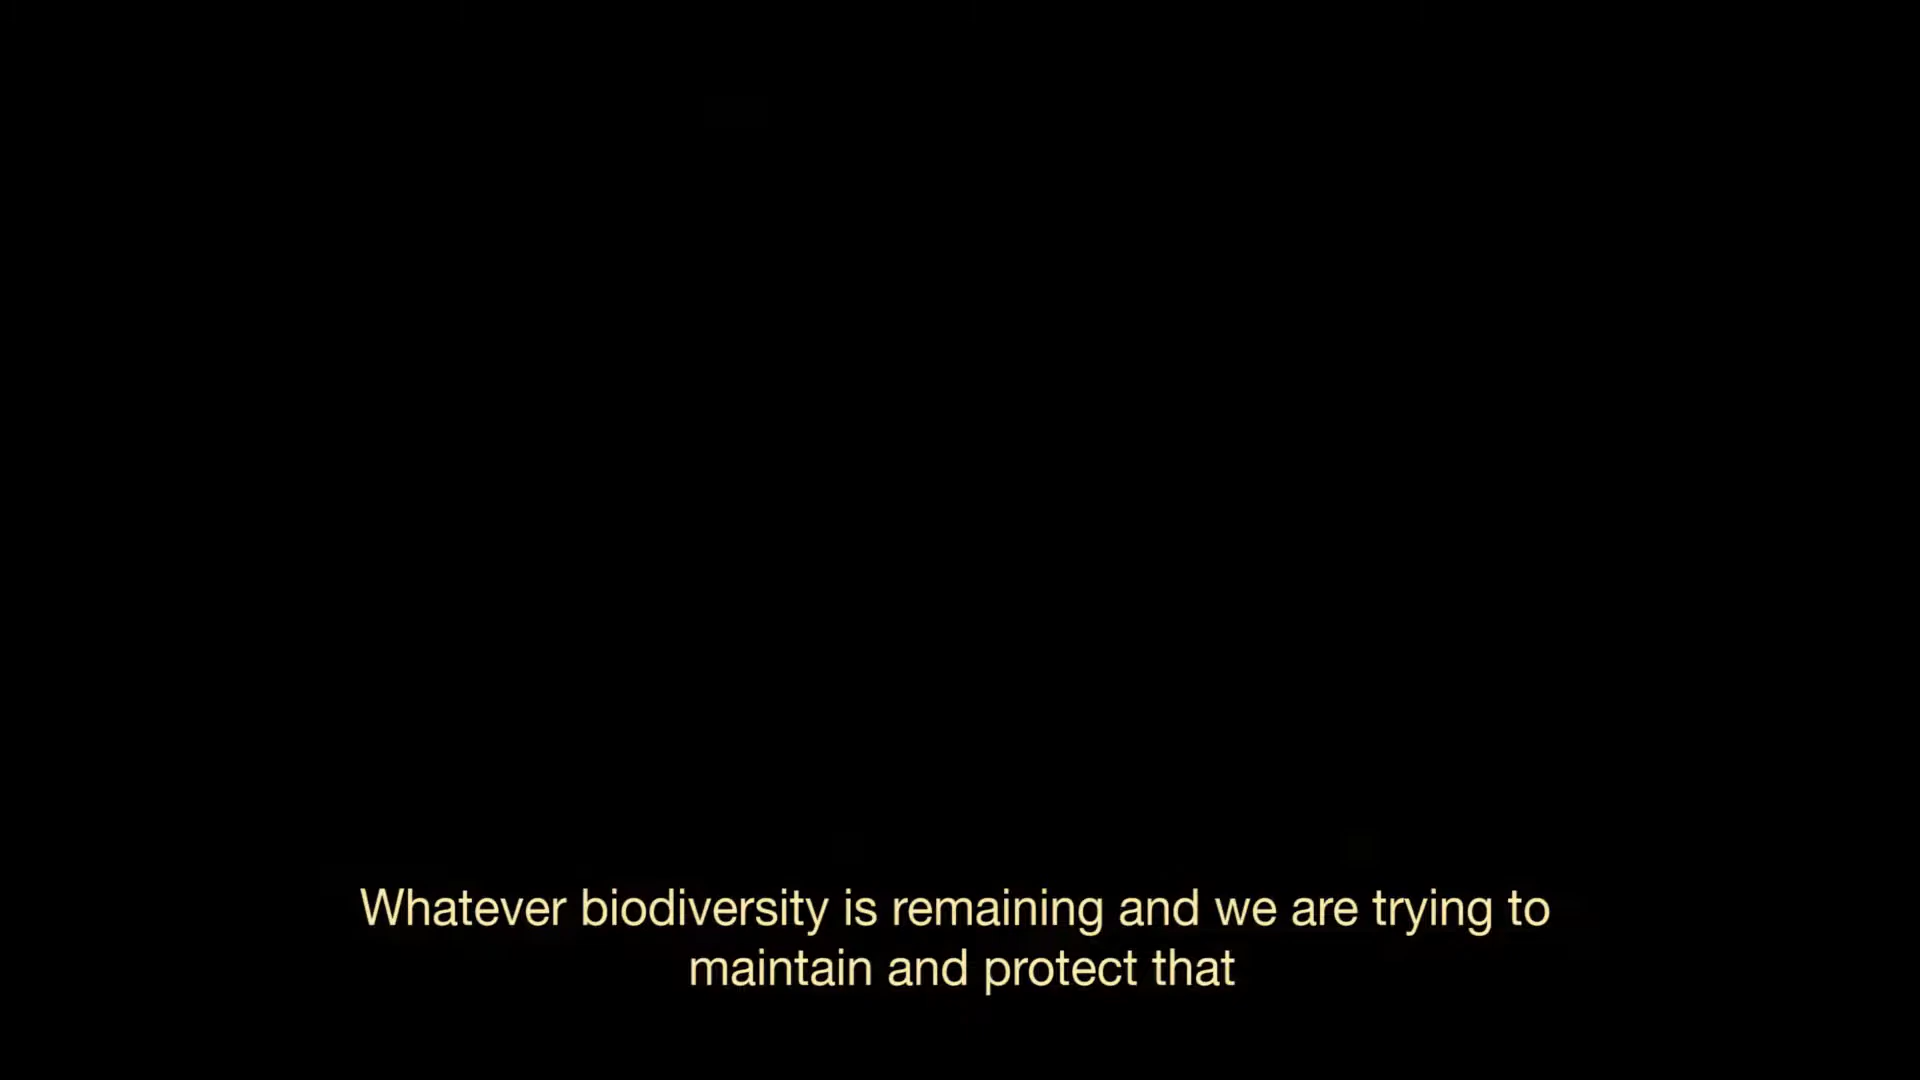 Whatever biodiversity is remaining and we are trying to
maintain and protect that